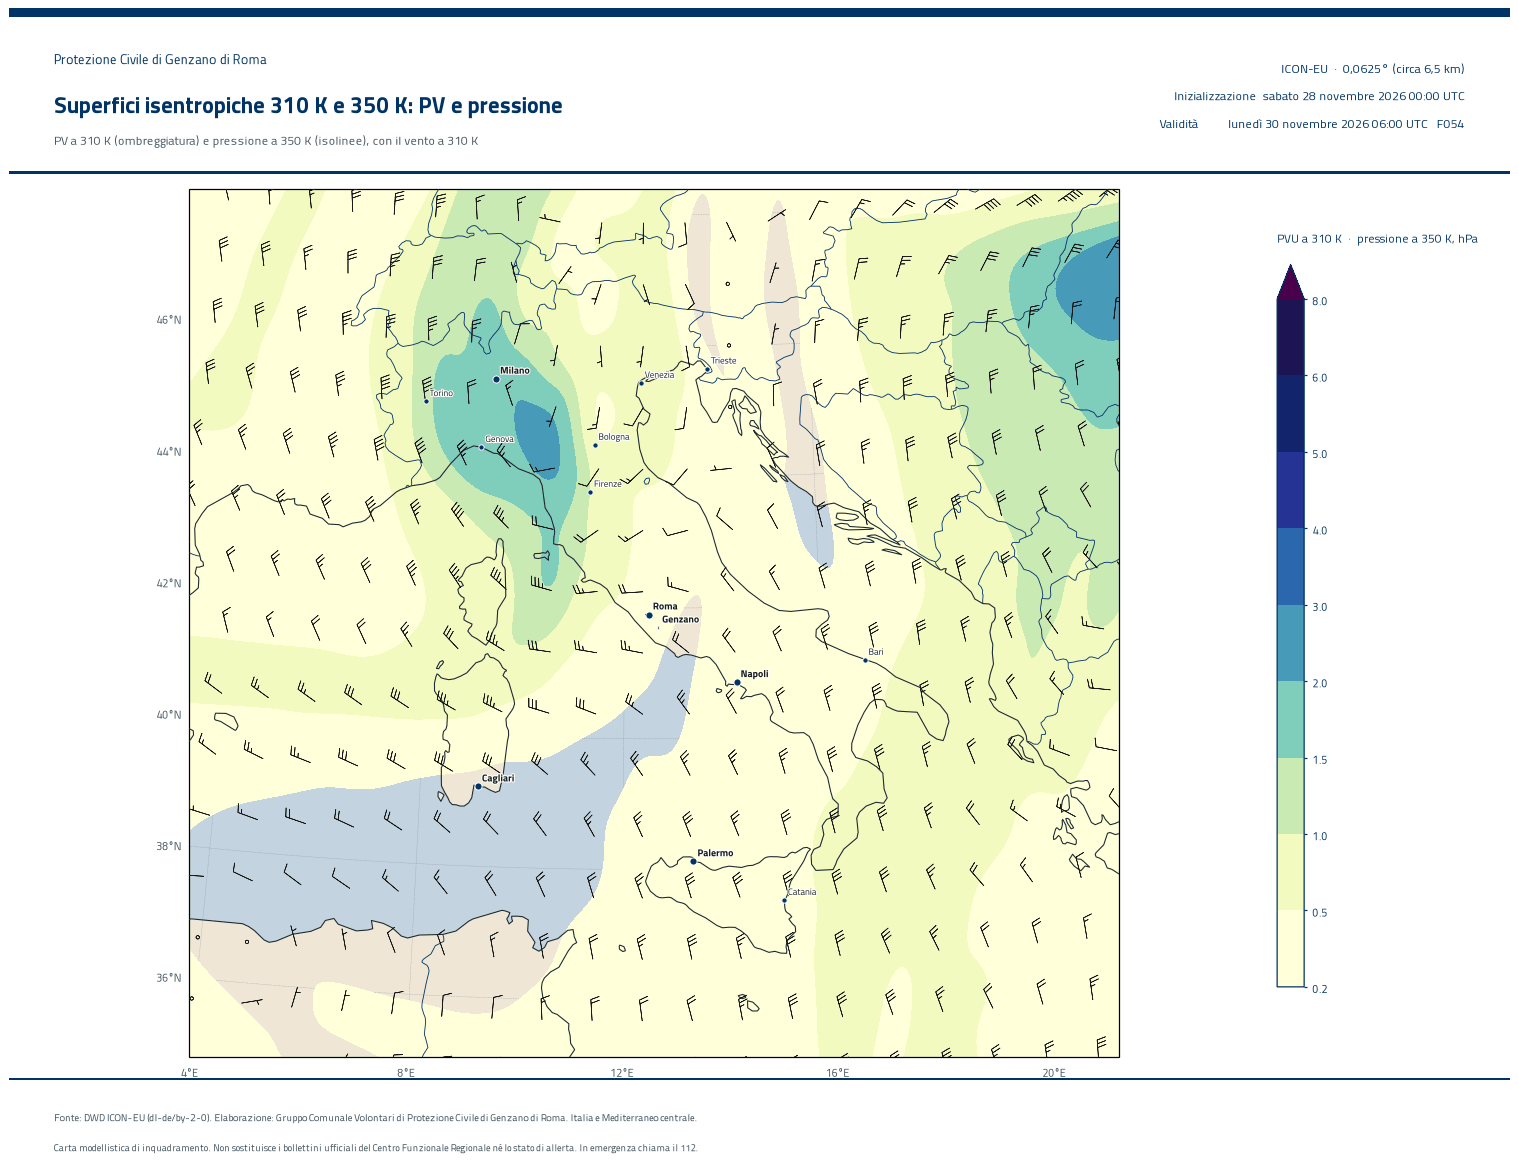 Protezione Civile di Genzano di Roma
Superfici isentropiche 310 K e 350 K: PV e pressione
PV a 310 K (ombreggiatura) e pressione a 350 K (isolinee), con il vento a 310 K
ICON-EU · 0,0625° (circa 6,5 km)
Inizializzazione sabato 28 novembre 2026 00:00 UTC
Validità lunedì 30 novembre 2026 06:00 UTC F054
PVU a 310 K · pressione a 350 K, hPa
8.0
6.0
5.0
4.0
3.0
2.0
1.5
1.0
0.5
0.2
46°N
44°N
42°N
40°N
38°N
36°N
4°E
8°E
12°E
16°E
20°E
Trieste
Milano
Venezia
Torino
Bologna
Genova
Firenze
Roma
Genzano
Bari
Napoli
Cagliari
Palermo
Catania
Fonte: DWD ICON-EU (dl-de/by-2-0). Elaborazione: Gruppo Comunale Volontari di Protezione Civile di Genzano di Roma. Italia e Mediterraneo centrale.
Carta modellistica di inquadramento. Non sostituisce i bollettini ufficiali del Centro Funzionale Regionale né lo stato di allerta. In emergenza chiama il 112.